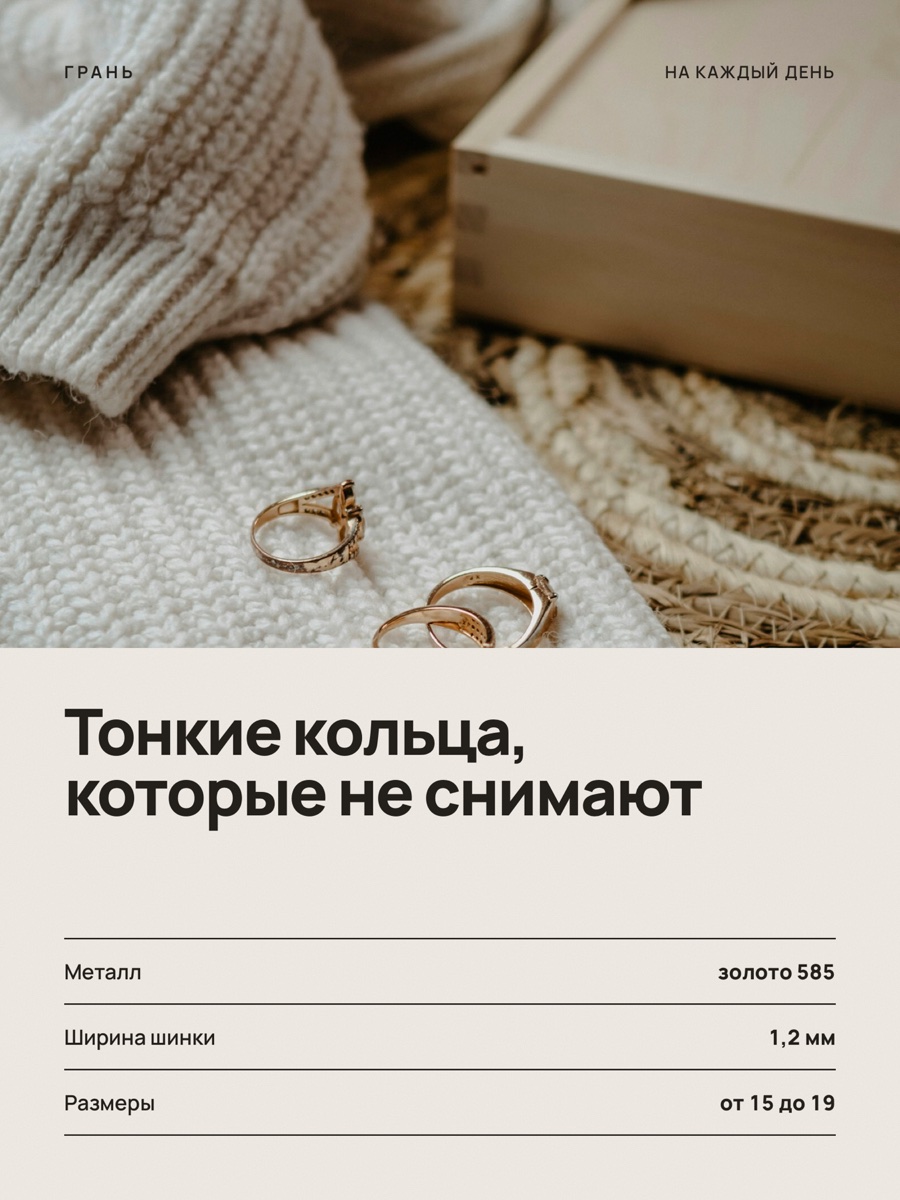 ГРАНЬ
НА КАЖДЫЙ ДЕНЬ
Тонкие кольца,
которые не снимают
Металл золото 585
Ширина шинки 1,2 мм
Размеры от 15 до 19